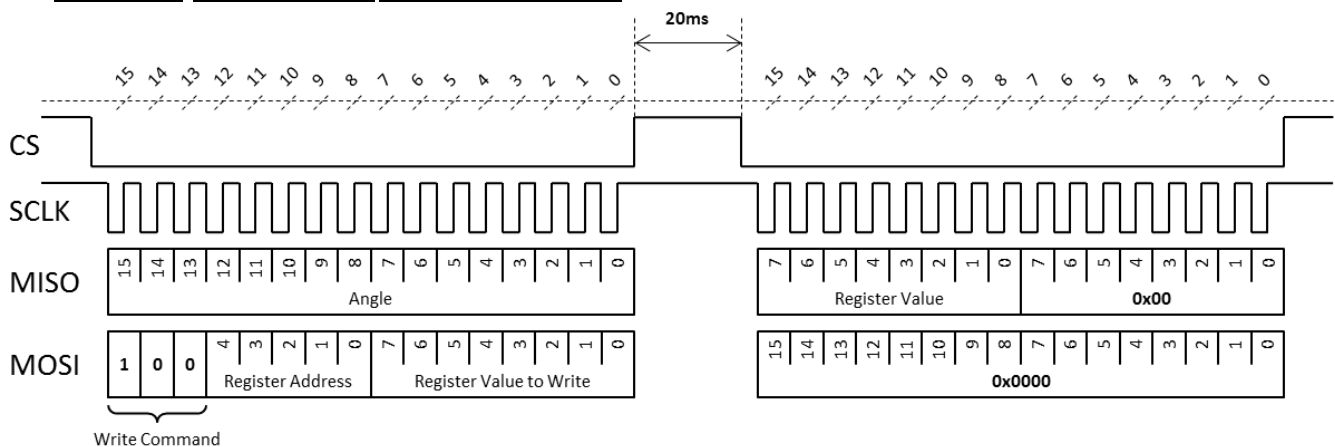 20ms
15 14 13 12 11 10 9 8 7 6 5 4 3 2 1 0 15 14 13 12 11 10 9 8 7 6 5 4 3 2 1 0
CS
SCLK
MISO 15 14 13 12 11 10 9 8 7 6 5 4 3 2 1 0 7 6 5 4 3 2 1 0 7 6 5 4 3 2 1 0
Angle Register Value 0x00
MOSI 1 0 0 4 3 2 1 0 7 6 5 4 3 2 1 0 15 14 13 12 11 10 9 8 7 6 5 4 3 2 1 0
Register Address Register Value to Write 0x0000
Write Command